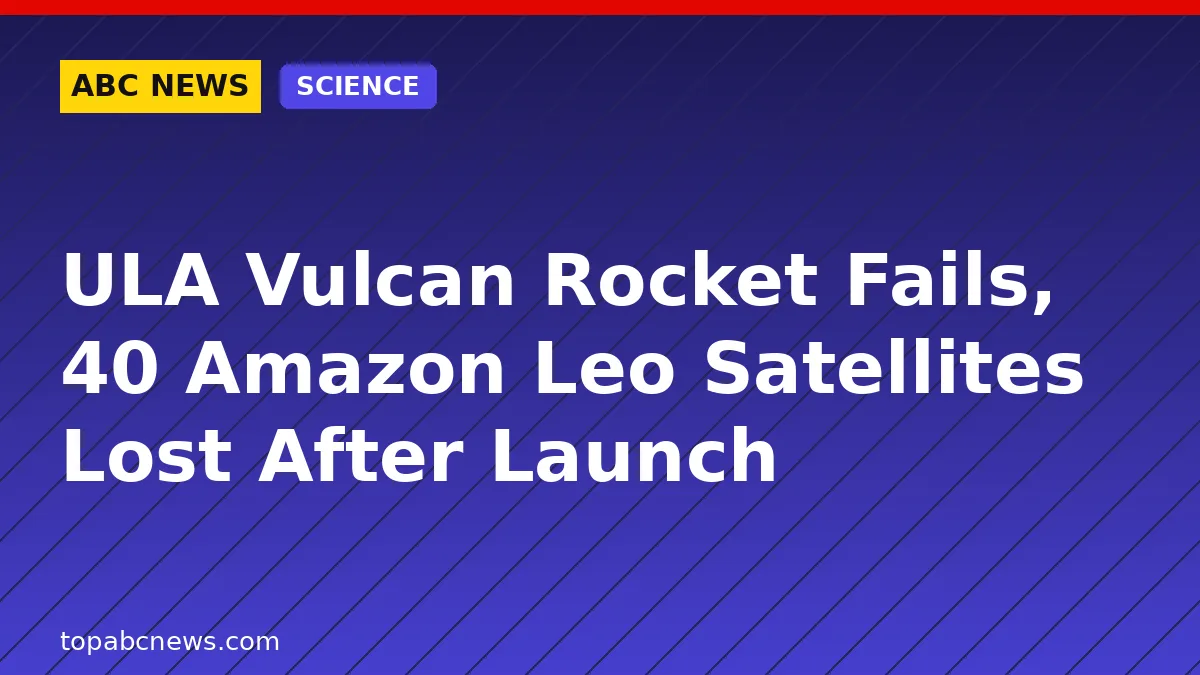 ABC NEWS
SCIENCE
ULA Vulcan Rocket Fails,
40 Amazon Leo Satellites
Lost After Launch
topabcnews.com